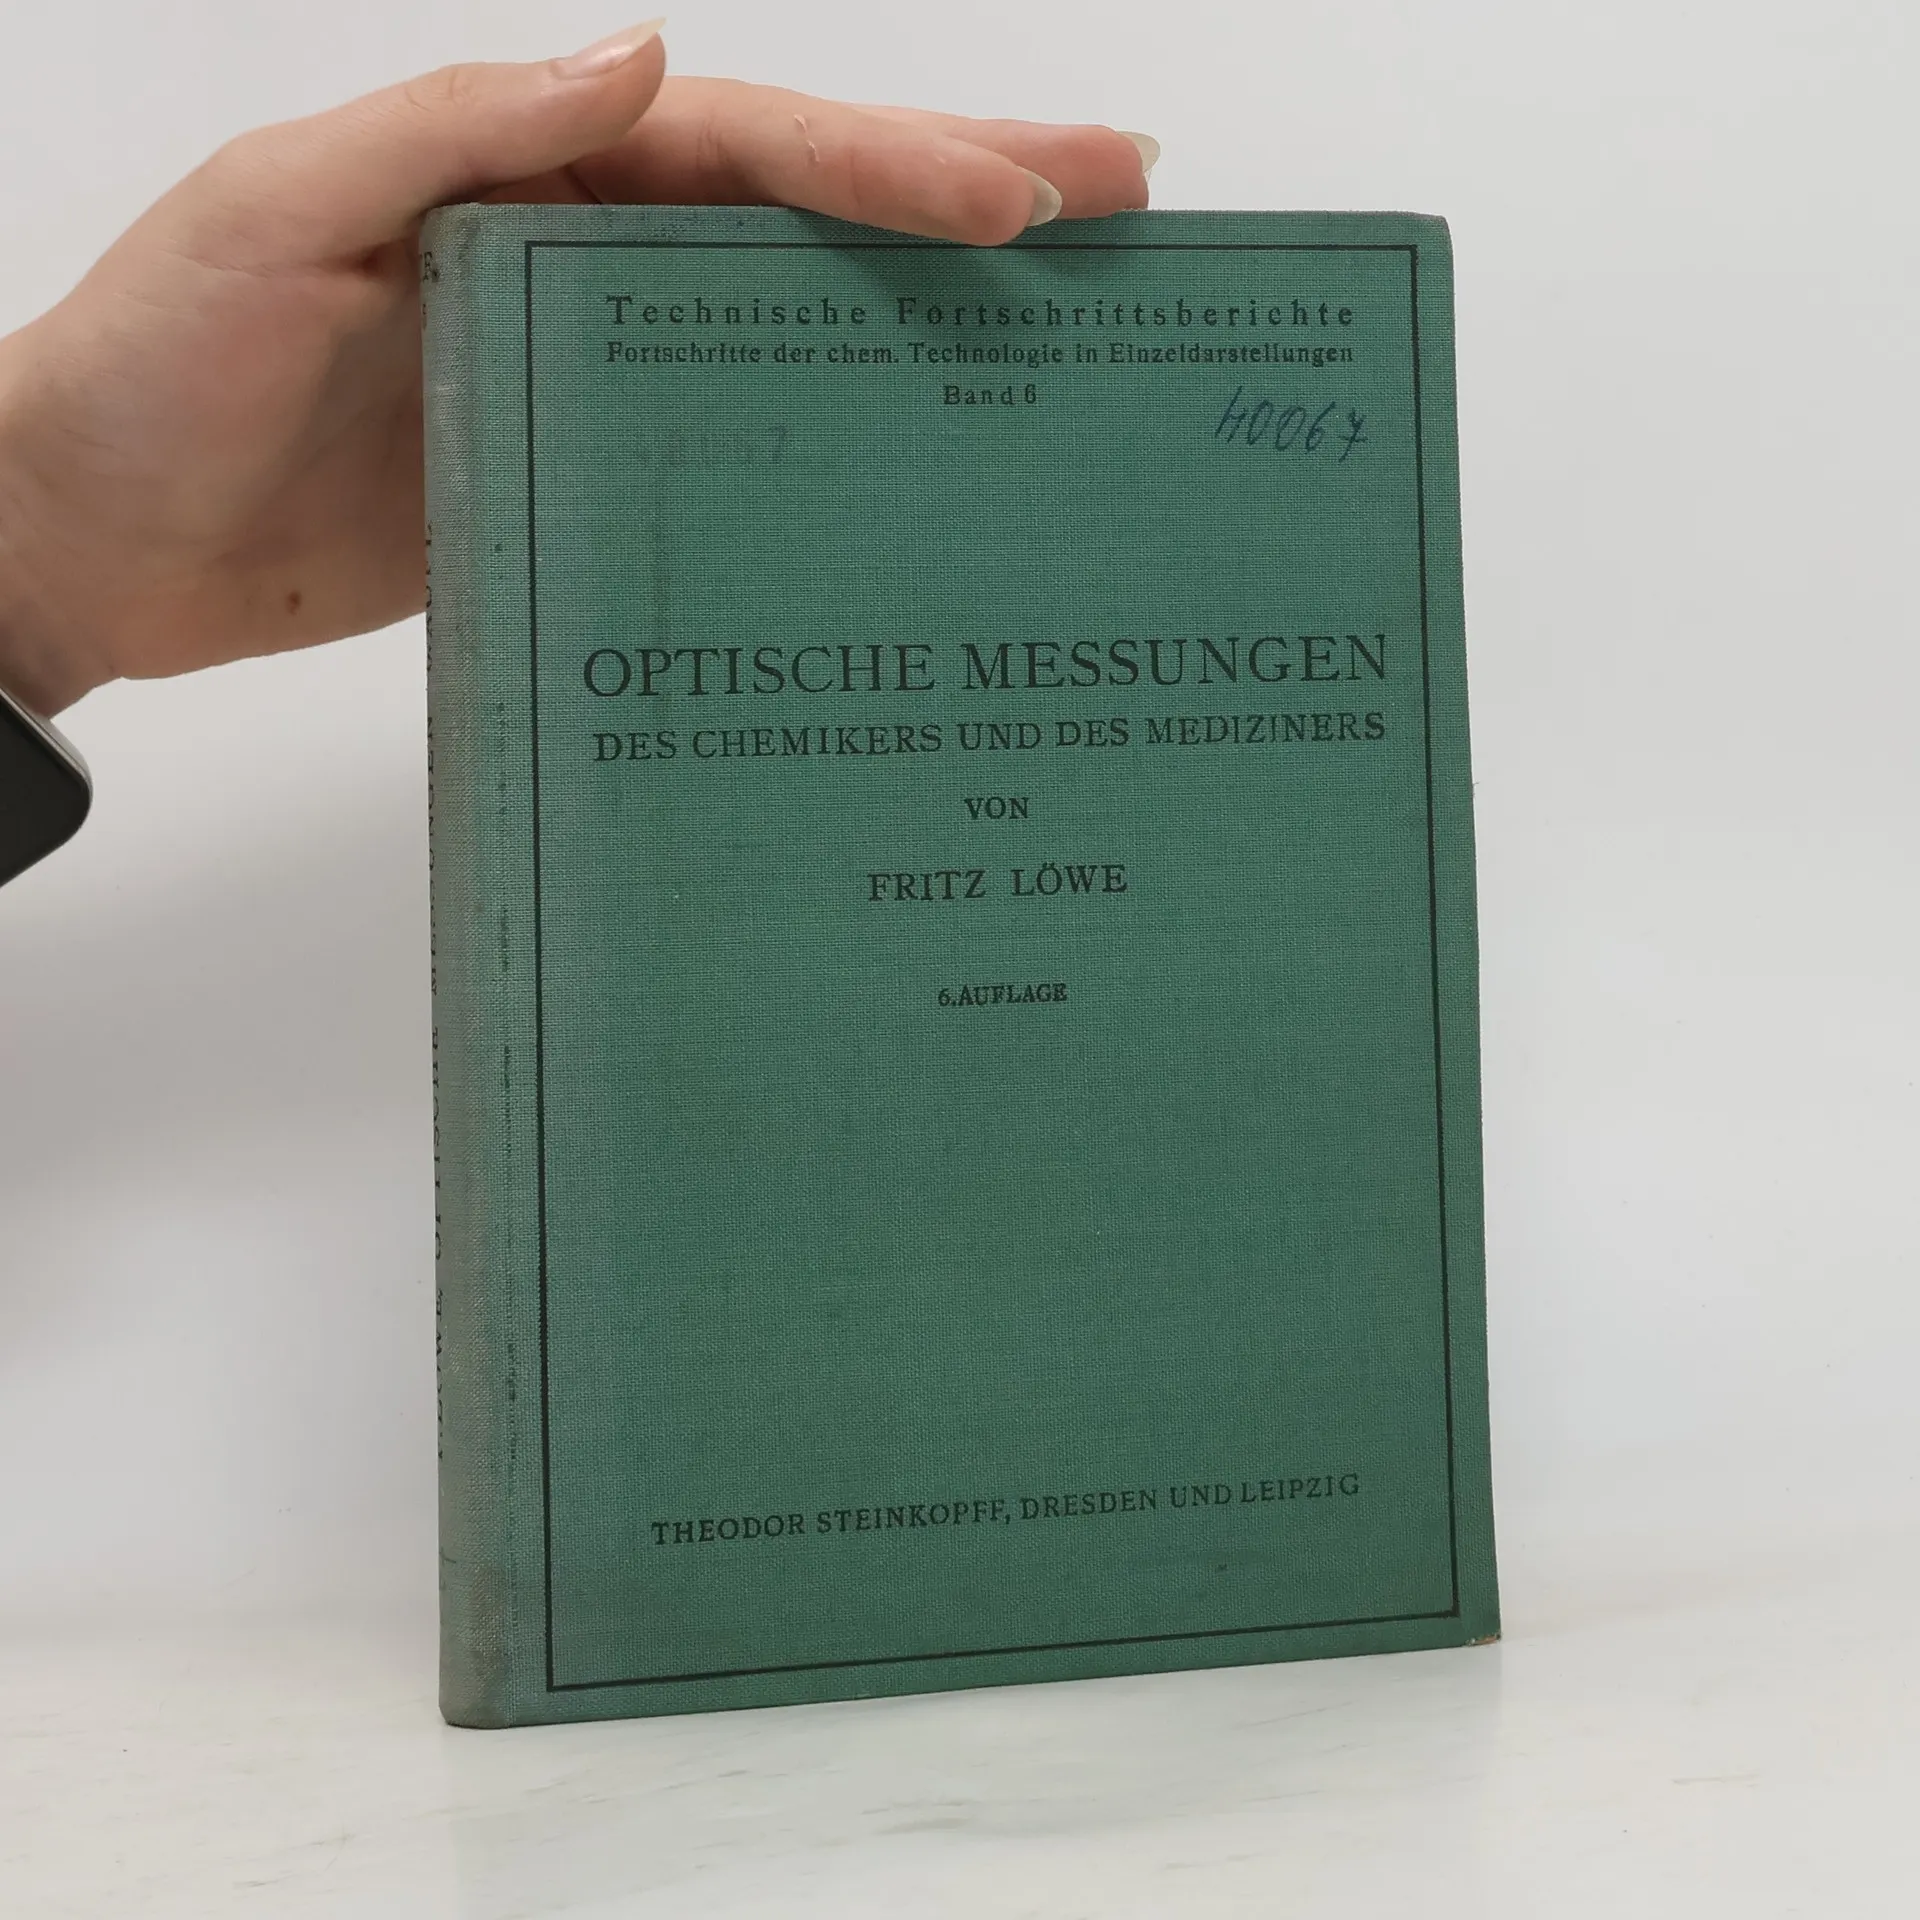 Technische Fortschrittsberichte
Fortschritte der chem. Technologie in Einzeldarstellungen
Band 6
40067
OPTISCHE MESSUNGEN
DES CHEMIKERS UND DES MEDIZINERS
VON
FRITZ LÖWE
6. AUFLAGE
THEODOR STEINKOPFF, DRESDEN UND LEIPZIG